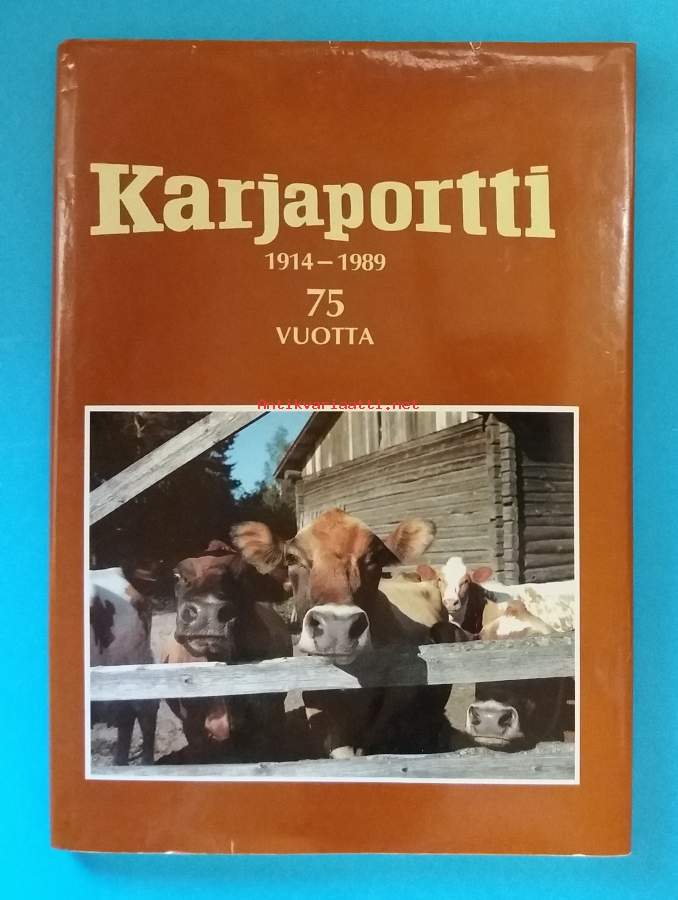 Karjaportti
1914–1989
75
VUOTTA
Antikvariaatti.net